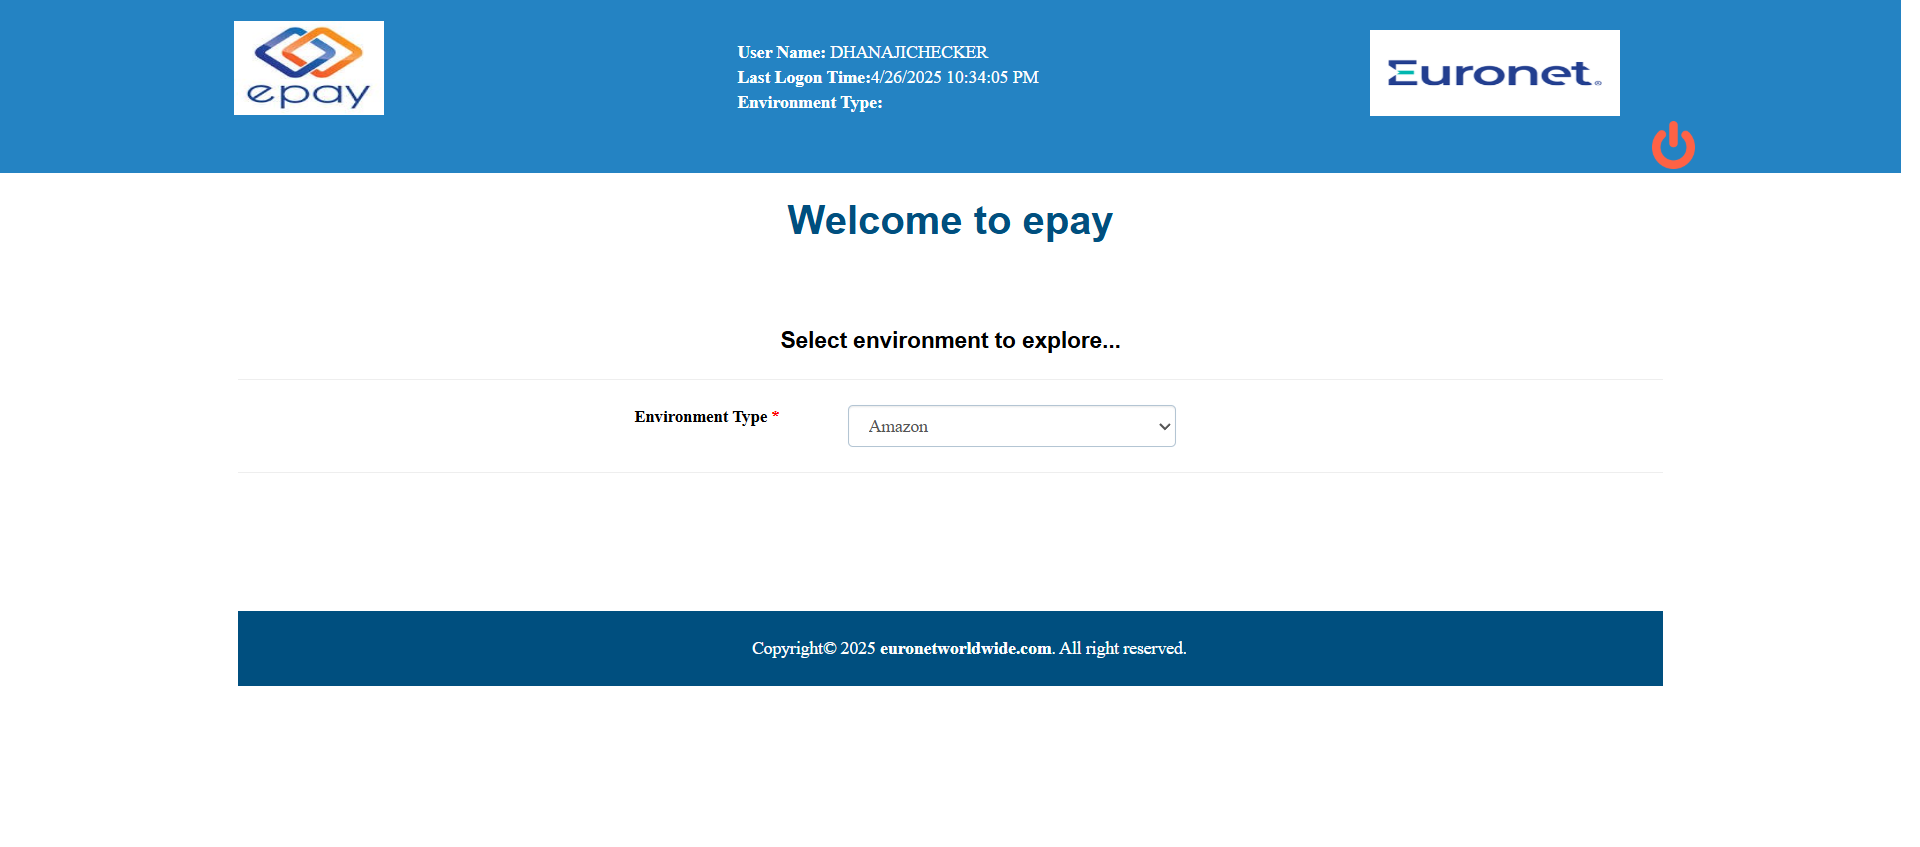 epay
User Name: DHANAJICHECKER
Last Logon Time:4/26/2025 10:34:05 PM
Environment Type:
Euronet®
Welcome to epay
Select environment to explore...
Environment Type *
Amazon
Copyright© 2025 euronetworldwide.com. All right reserved.